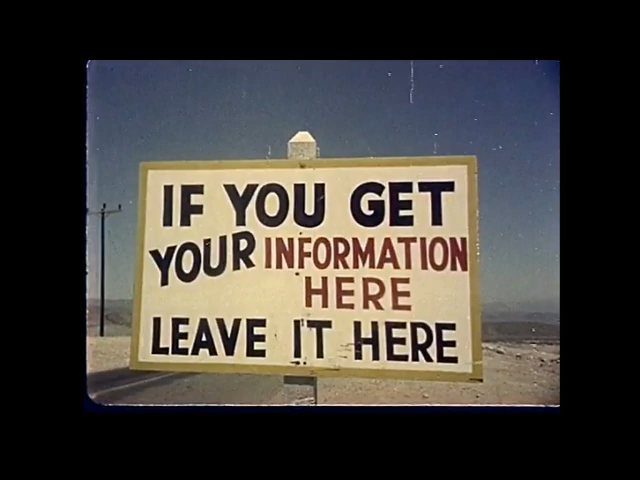 IF YOU GET
YOUR INFORMATION
HERE
LEAVE IT HERE